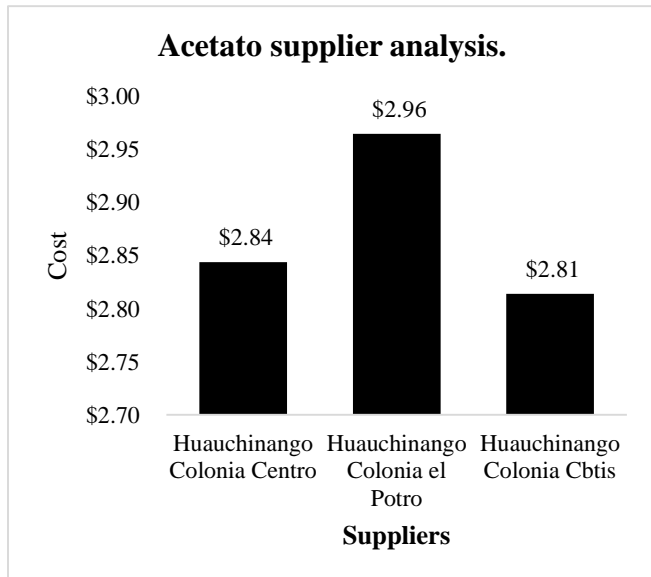 Acetato supplier analysis.
$3.00
$2.95
$2.90
$2.85
$2.80
$2.75
$2.70
Cost
$2.84
$2.96
$2.81
Huauchinango
Colonia Centro
Huauchinango
Colonia el
Potro
Huauchinango
Colonia Cbtis
Suppliers